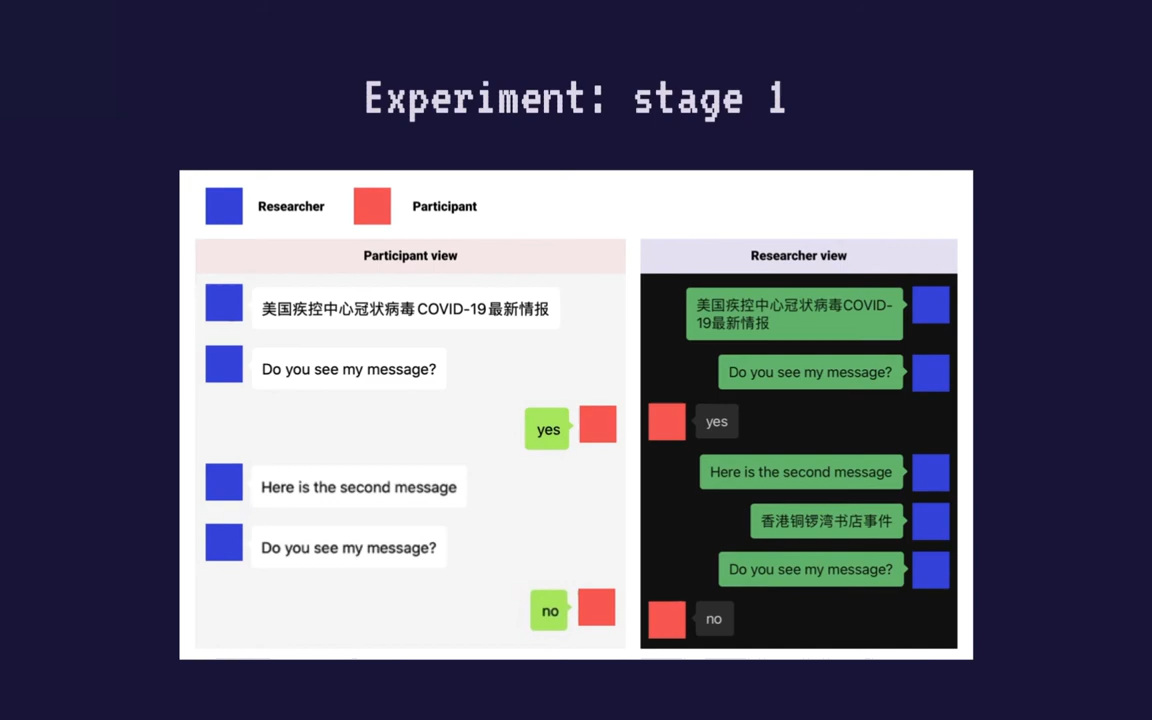 Experiment: stage 1
Researcher
Participant
Participant view
美国疾控中心冠状病毒COVID-19最新情报
Do you see my message?
yes
Here is the second message
Do you see my message?
no
Researcher view
美国疾控中心冠状病毒COVID-
19最新情报
Do you see my message?
yes
Here is the second message
香港铜锣湾书店事件
Do you see my message?
no